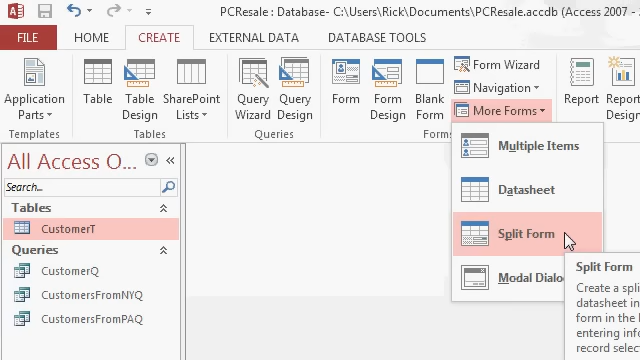 PCResale : Database- C:\Users\Rick\Documents\PCResale.accdb (Access 2007 -
FILE HOME CREATE EXTERNAL DATA DATABASE TOOLS
Application Parts
Table
Table Design
SharePoint Lists
Query Wizard
Query Design
Form
Form Design
Blank Form
Form Wizard
Navigation
More Forms
Report
Report
Templates Tables Queries Forms
Multiple Items
Datasheet
Split Form
All Access O...
Search...
Tables
CustomerT
Queries
CustomerQ
CustomersFromNYQ
CustomersFromPAQ
Split Form
Create a spli
datasheet in
form in the
entering info
record selec